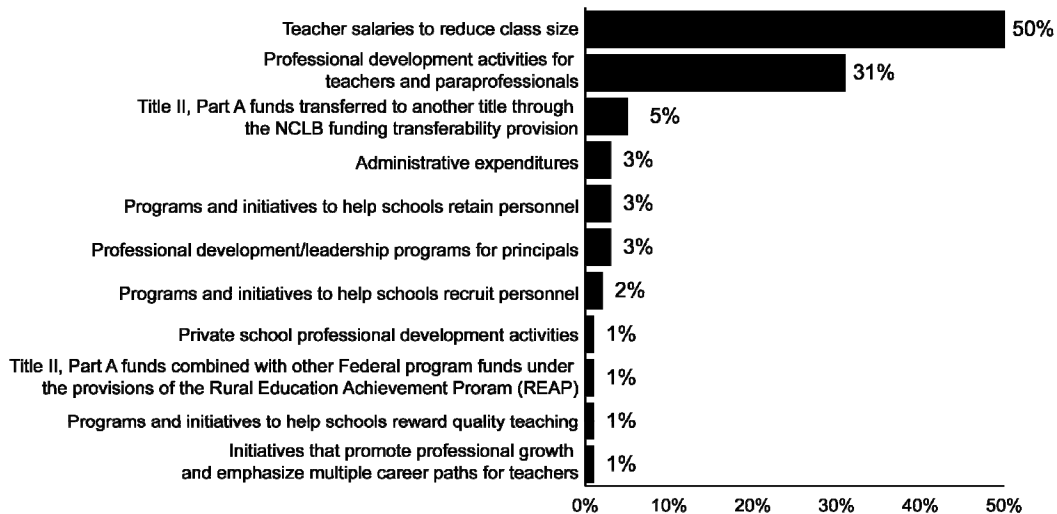 Teacher salaries to reduce class size
50%
Professional development activities for
teachers and paraprofessionals
31%
Title II, Part A funds transferred to another title through
the NCLB funding transferability provision
5%
Administrative expenditures
3%
Programs and initiatives to help schools retain personnel
3%
Professional development/leadership programs for principals
3%
Programs and initiatives to help schools recruit personnel
2%
Private school professional development activities
1%
Title II, Part A funds combined with other Federal program funds under
the provisions of the Rural Education Achievement Proram (REAP)
1%
Programs and initiatives to help schools reward quality teaching
1%
Initiatives that promote professional growth
and emphasize multiple career paths for teachers
1%
0% 10% 20% 30% 40% 50%